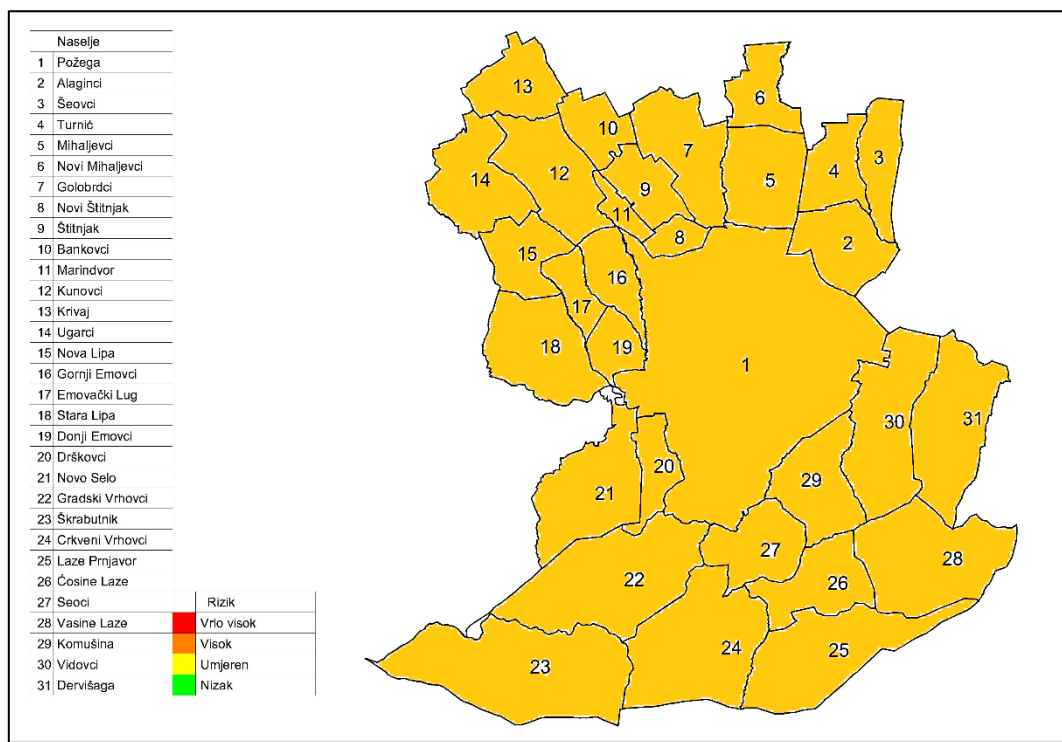 Naselje
1 Požega
2 Alaginci
3 Šeovci
4 Turnić
5 Mihaljevci
6 Novi Mihaljevci
7 Golobrdci
8 Novi Štitnjak
9 Štitnjak
10 Bankovci
11 Marindvor
12 Kunovci
13 Krivaj
14 Ugarci
15 Nova Lipa
16 Gornji Emovci
17 Emovački Lug
18 Stara Lipa
19 Donji Emovci
20 Drškovci
21 Novo Selo
22 Gradski Vrhovci
23 Škrabutnik
24 Crkveni Vrhovci
25 Laze Prnjavor
26 Ćosine Laze
27 Seoci
28 Vasine Laze
29 Komušina
30 Vidovci
31 Dervišaga
Rizik
Vrlo visok
Visok
Umjeren
Nizak
13
6
10
7
3
4
12
5
14
9
11
8
2
15
16
17
18
19
1
30
31
20
29
21
27
28
22
26
24
25
23